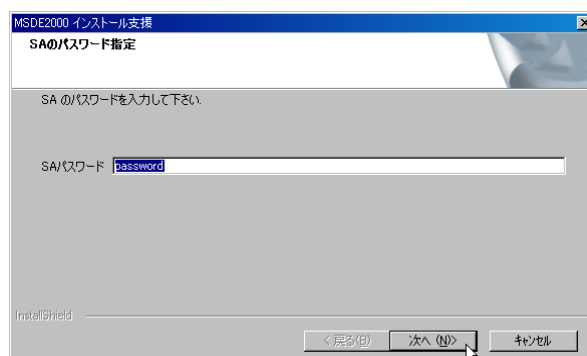 MSDE2000 インストール支援
SAのパスワード指定
SA のパスワードを入力して下さい.
SAパスワード password
InstallShield
< 戻る(B) 次へ (N)> キャンセル